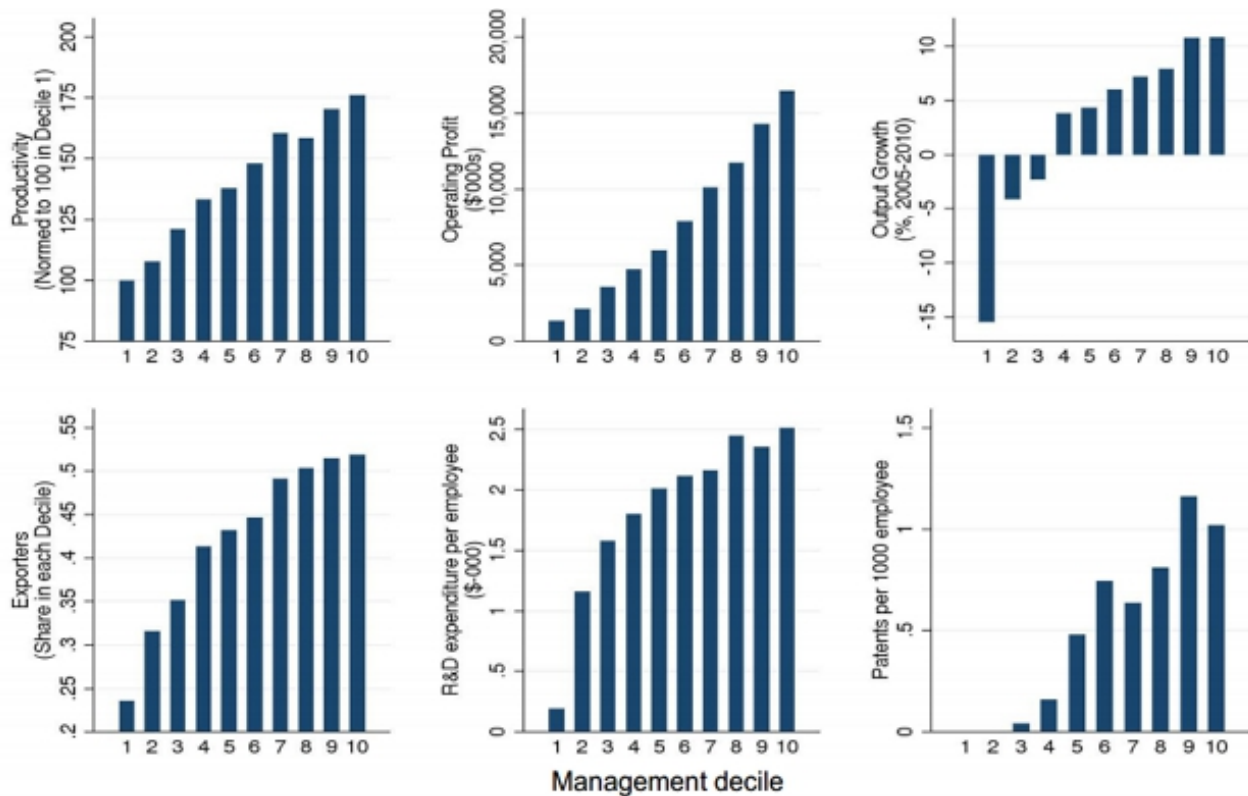 Productivity
(Normed to 100 in Decile 1)
200
175
150
125
100
75
1 2 3 4 5 6 7 8 9 10
Operating Profit
($'000s)
20,000
15,000
10,000
5,000
0
1 2 3 4 5 6 7 8 9 10
Output Growth
(%, 2005-2010)
10
5
0
-5
-10
-15
1 2 3 4 5 6 7 8 9 10
Exporters
(Share in each Decile)
.55
.5
.45
.4
.35
.3
.25
.2
1 2 3 4 5 6 7 8 9 10
R&D expenditure per employee
($-000)
2.5
2
1.5
1
.5
0
1 2 3 4 5 6 7 8 9 10
Patents per 1000 employee
1.5
1
.5
0
1 2 3 4 5 6 7 8 9 10
Management decile